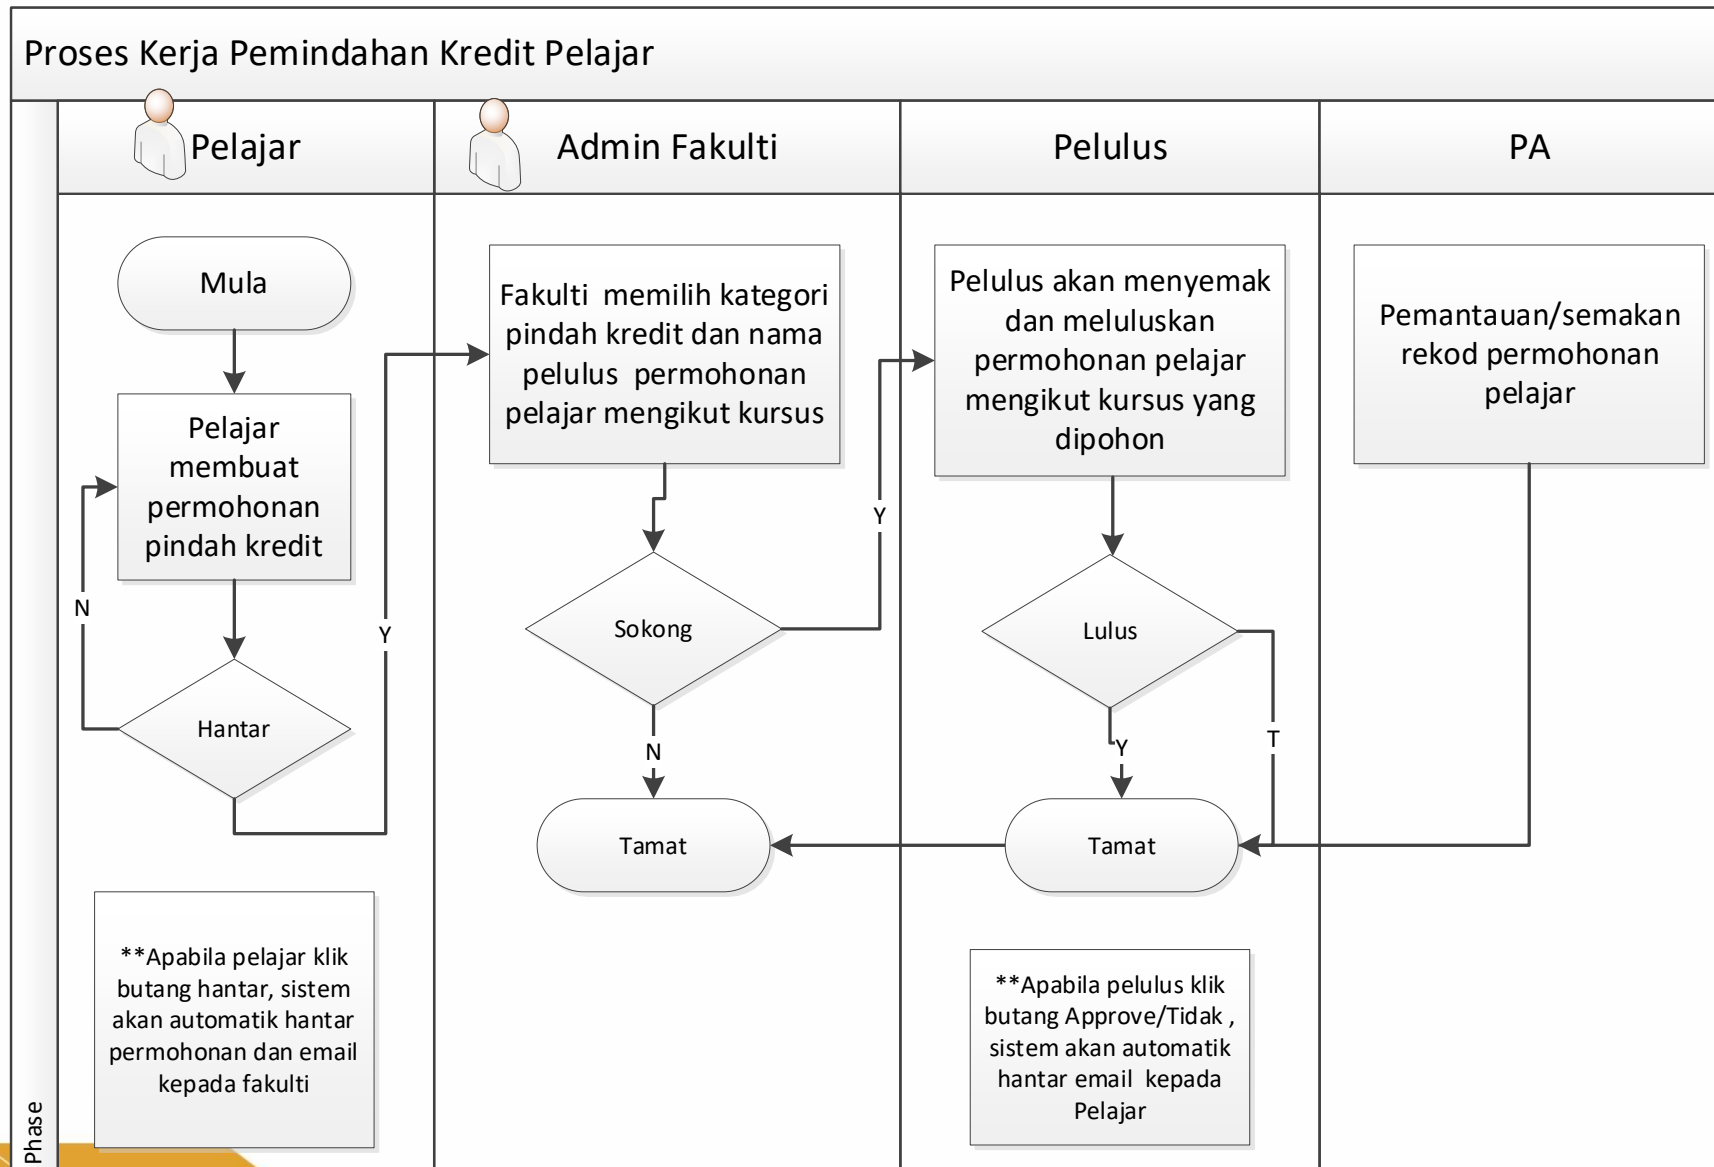 Proses Kerja Pemindahan Kredit Pelajar
Pelajar
Admin Fakulti
Pelulus
PA
Mula
Pelajar
membuat
permohonan
pindah kredit
N
Y
Hantar
**Apabila pelajar klik
butang hantar, sistem
akan automatik hantar
permohonan dan email
kepada fakulti
Fakulti memilih kategori
pindah kredit dan nama
pelulus permohonan
pelajar mengikut kursus
Y
Sokong
N
Tamat
Pelulus akan menyemak
dan meluluskan
permohonan pelajar
mengikut kursus yang
dipohon
Lulus
Y
T
Tamat
**Apabila pelulus klik
butang Approve/Tidak ,
sistem akan automatik
hantar email kepada
Pelajar
Pemantauan/semakan
rekod permohonan
pelajar
Phase